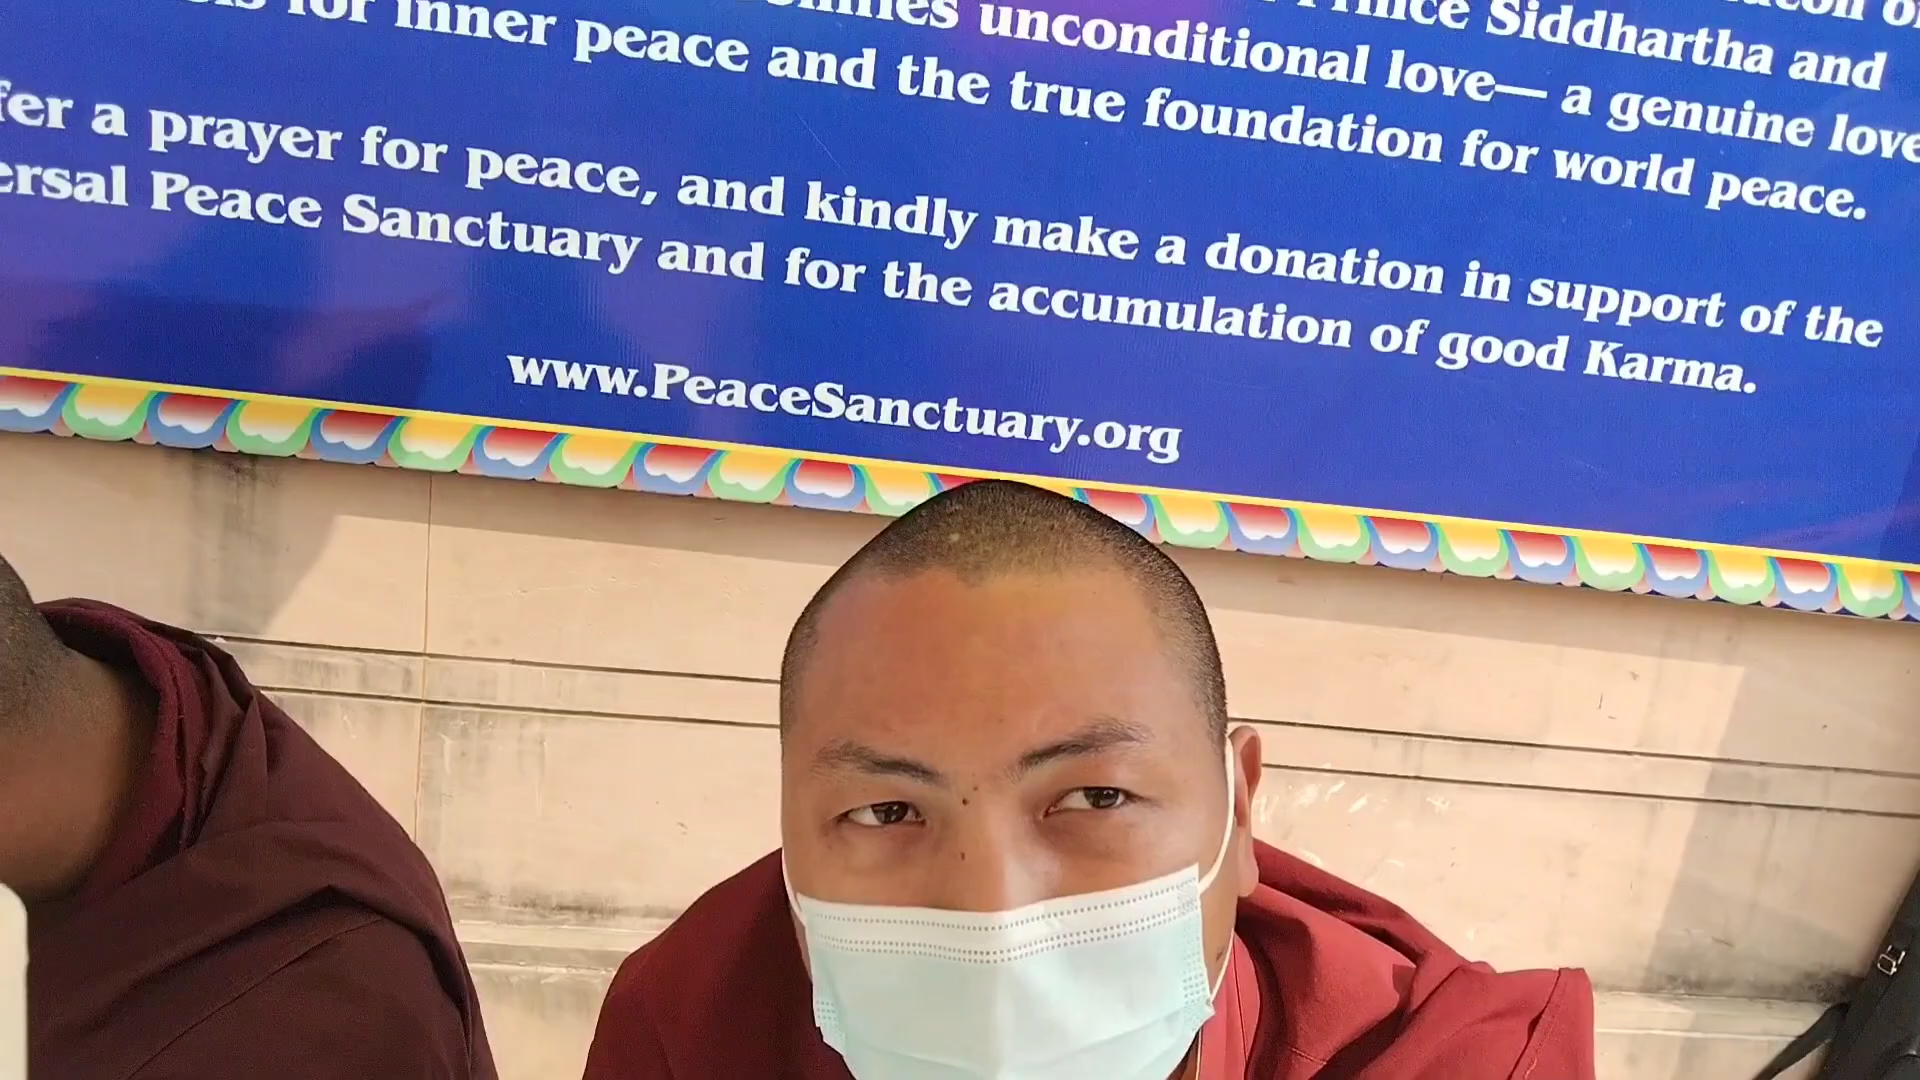 Siddhartha and
unconditional love— a genuine love
for inner peace and the true foundation for world peace.
a prayer for peace, and kindly make a donation in support of the
Peace Sanctuary and for the accumulation of good Karma.
www.PeaceSanctuary.org